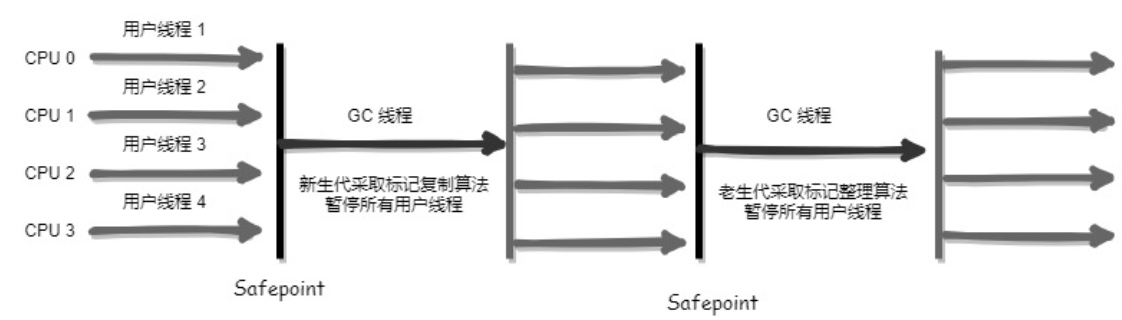 用户线程 1
CPU 0
用户线程 2
CPU 1
用户线程 3
CPU 2
用户线程 4
CPU 3
Safepoint
GC 线程
新生代采取标记复制算法
暂停所有用户线程
Safepoint
GC 线程
老生代采取标记整理算法
暂停所有用户线程